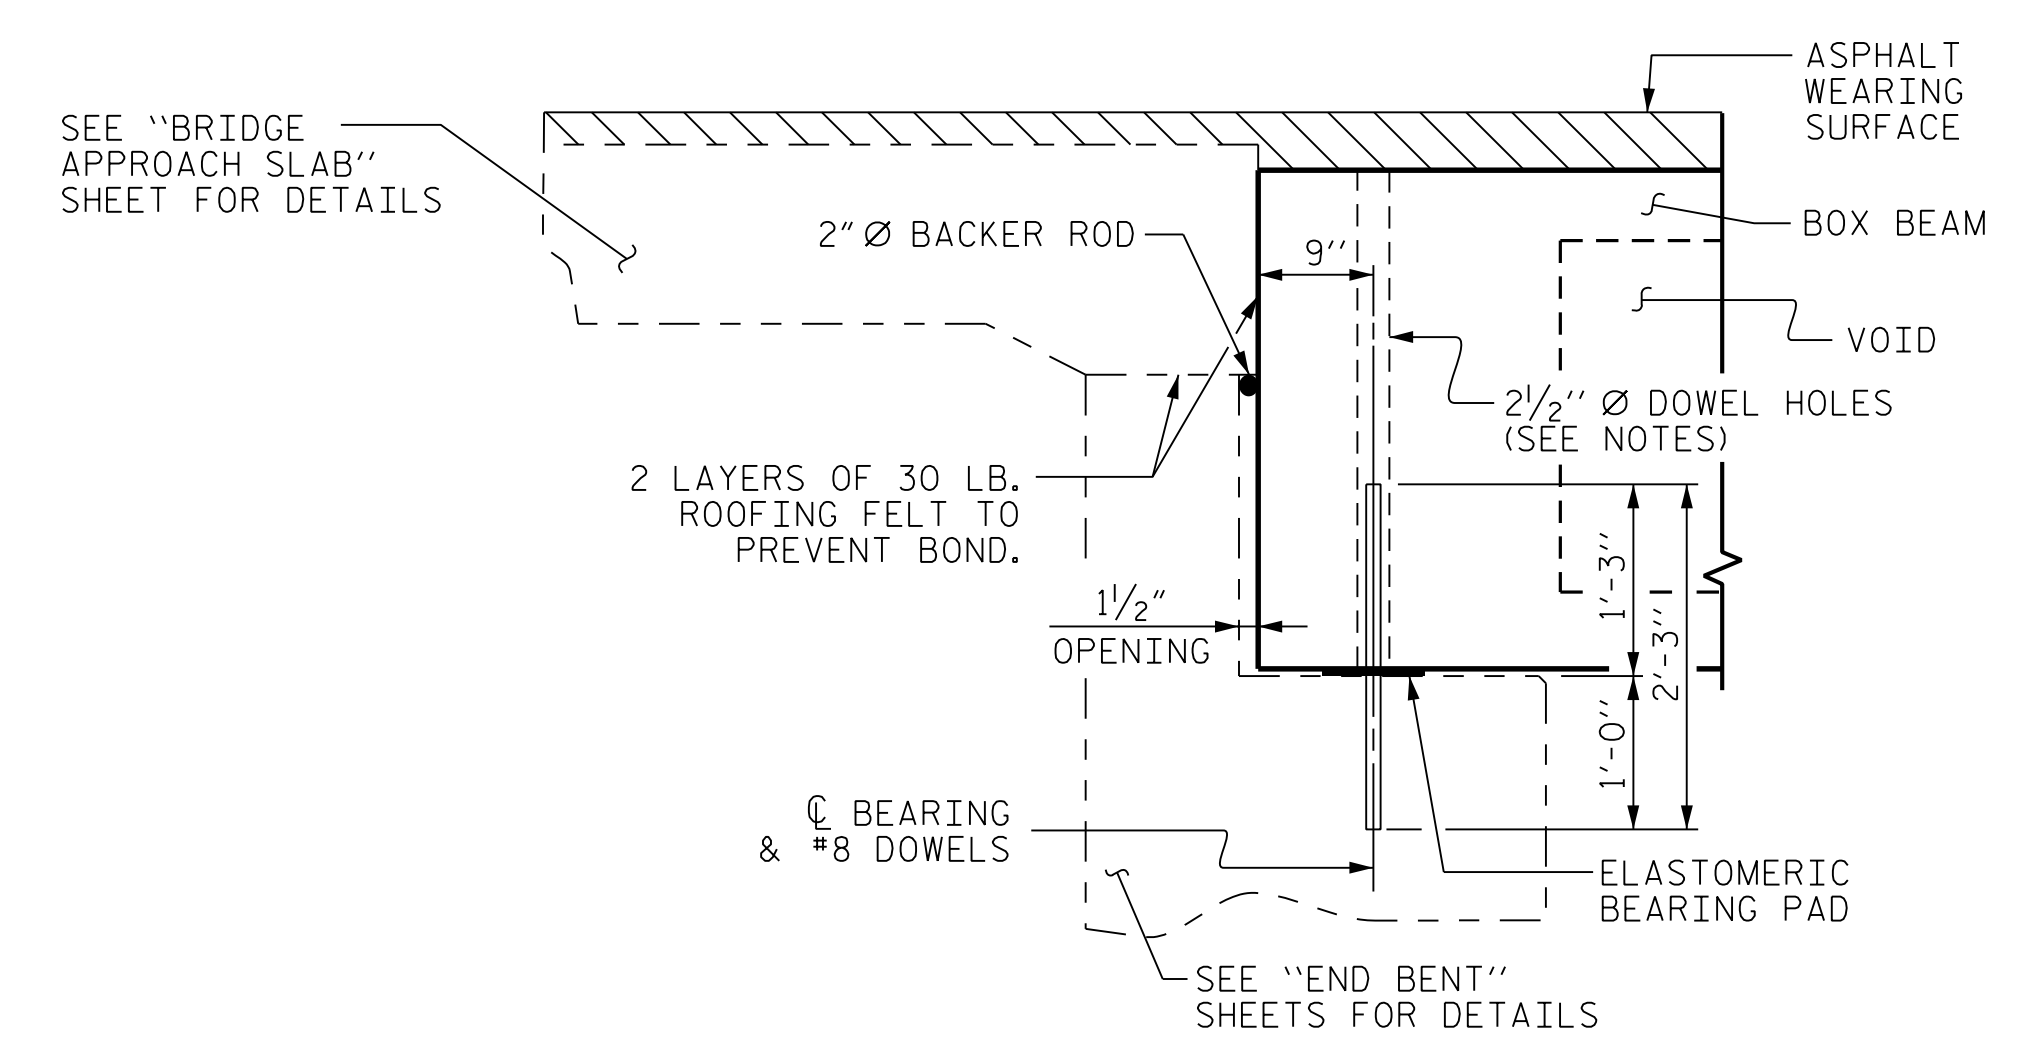 ASPHALT
WEARING
SURFACE
SEE "BRIDGE
APPROACH SLAB"
SHEET FOR DETAILS
2"Ø BACKER ROD
9"
BOX BEAM
VOID
2½" Ø DOWEL HOLES
(SEE NOTES)
2 LAYERS OF 30 LB.
ROOFING FELT TO
PREVENT BOND.
1½"
OPENING
1'-3"
2'-3"
1'-0"
℄ BEARING
& #8 DOWELS
ELASTOMERIC
BEARING PAD
SEE "END BENT"
SHEETS FOR DETAILS